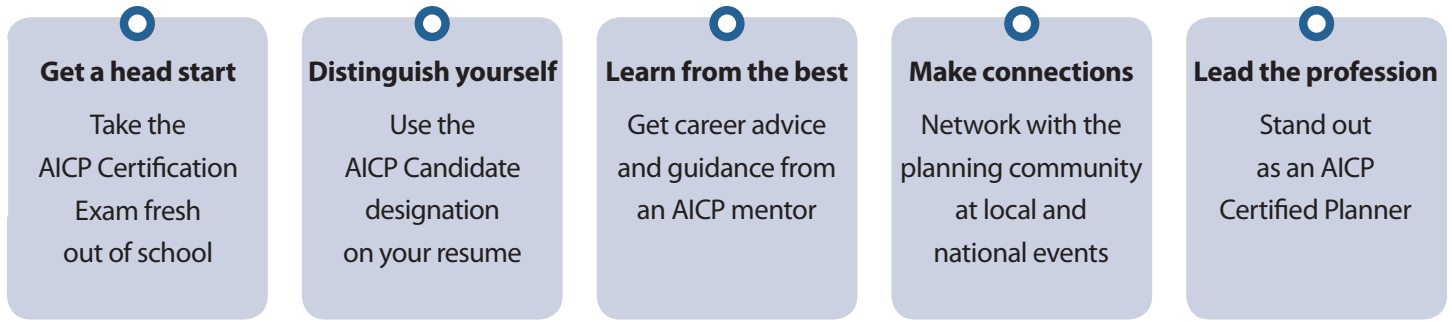 Get a head start
Take the
AICP Certification
Exam fresh
out of school
Distinguish yourself
Use the
AICP Candidate
designation
on your resume
Learn from the best
Get career advice
and guidance from
an AICP mentor
Make connections
Network with the
planning community
at local and
national events
Lead the profession
Stand out
as an AICP
Certified Planner